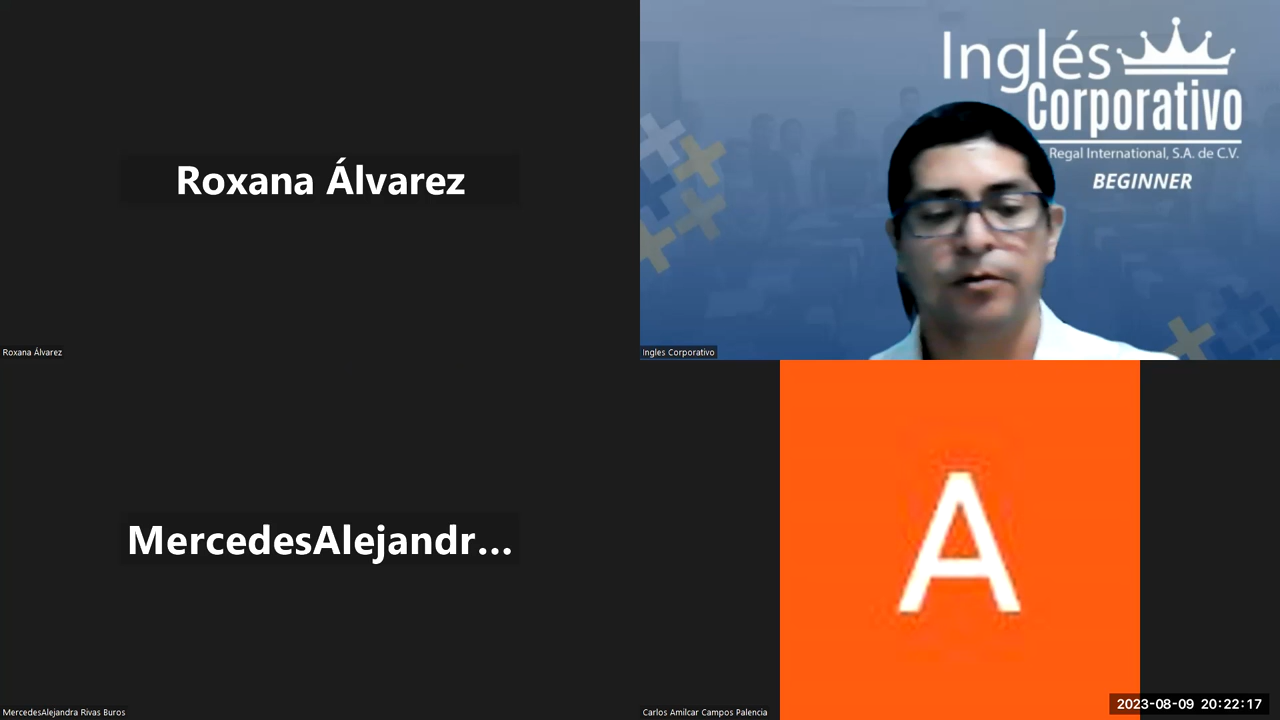 Roxana Álvarez
Roxana Álvarez
Inglés
Corporativo
Regal International, S.A. de C.V.
BEGINNER
Ingles Corporativo
MercedesAlejandr...
MercedesAlejandra Rivas Buros
A
Carlos Amilcar Campos Palencia
2023-08-09 20:22:17